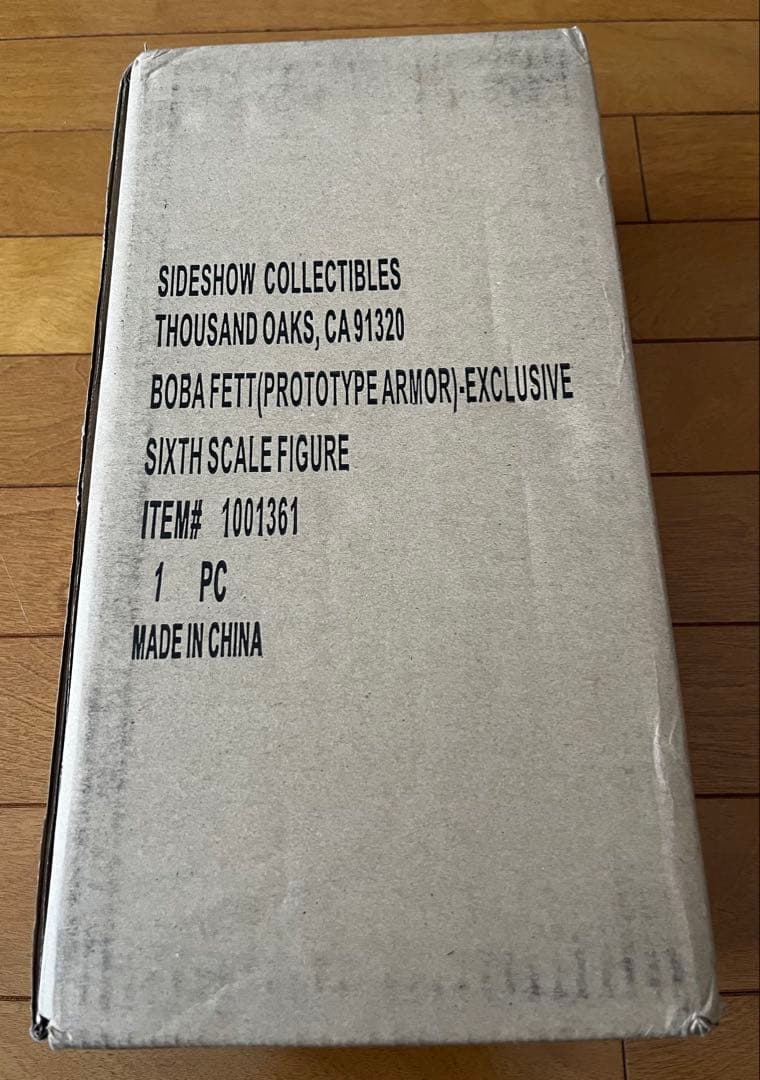 SIDESHOW COLLECTIBLES
THOUSAND OAKS, CA 91320
BOBA FETT(PROTOTYPE ARMOR)-EXCLUSIVE
SIXTH SCALE FIGURE
ITEM# 1001361
1 PC
MADE IN CHINA